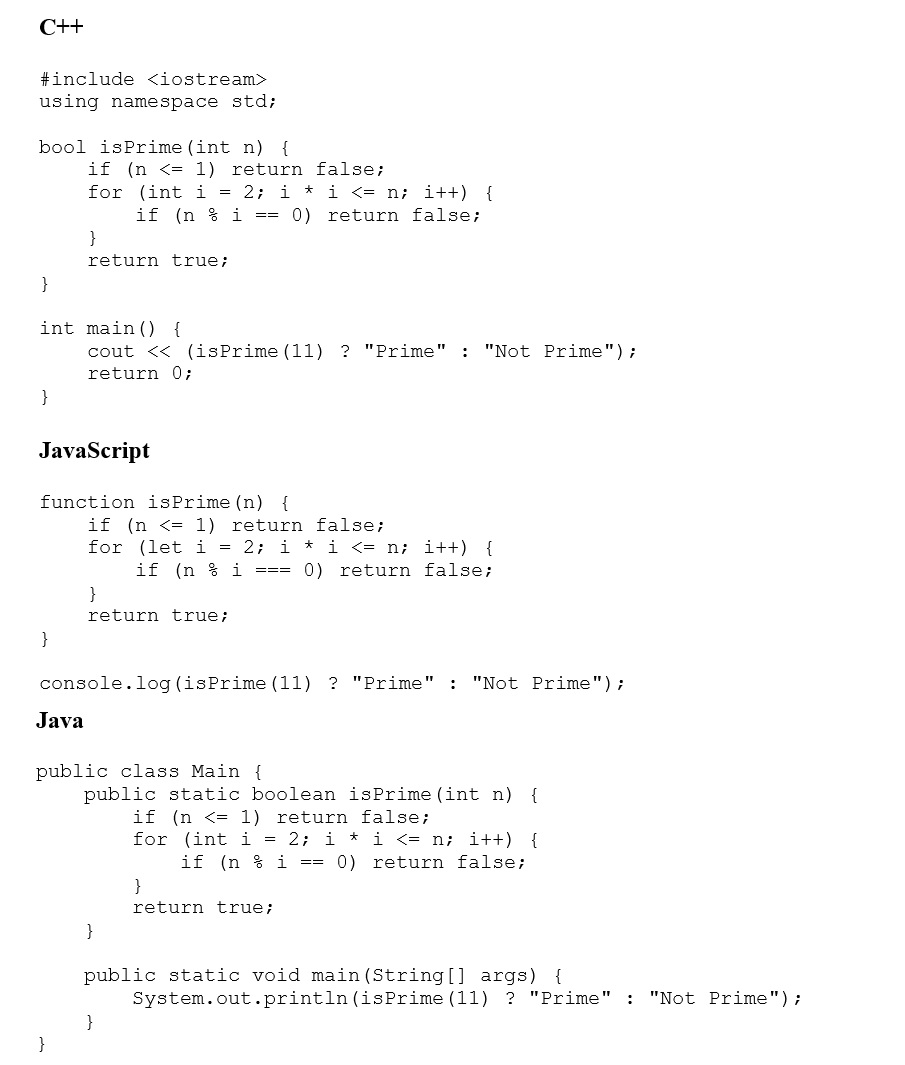 C++
#include <iostream>
using namespace std;
bool isPrime(int n) {
    if (n <= 1) return false;
    for (int i = 2; i * i <= n; i++) {
        if (n % i == 0) return false;
    }
    return true;
}
int main() {
    cout << (isPrime(11) ? "Prime" : "Not Prime");
    return 0;
}
JavaScript
function isPrime(n) {
    if (n <= 1) return false;
    for (let i = 2; i * i <= n; i++) {
        if (n % i === 0) return false;
    }
    return true;
}
console.log(isPrime(11) ? "Prime" : "Not Prime");
Java
public class Main {
    public static boolean isPrime(int n) {
        if (n <= 1) return false;
        for (int i = 2; i * i <= n; i++) {
            if (n % i == 0) return false;
        }
        return true;
    }
    public static void main(String[] args) {
        System.out.println(isPrime(11) ? "Prime" : "Not Prime");
    }
}